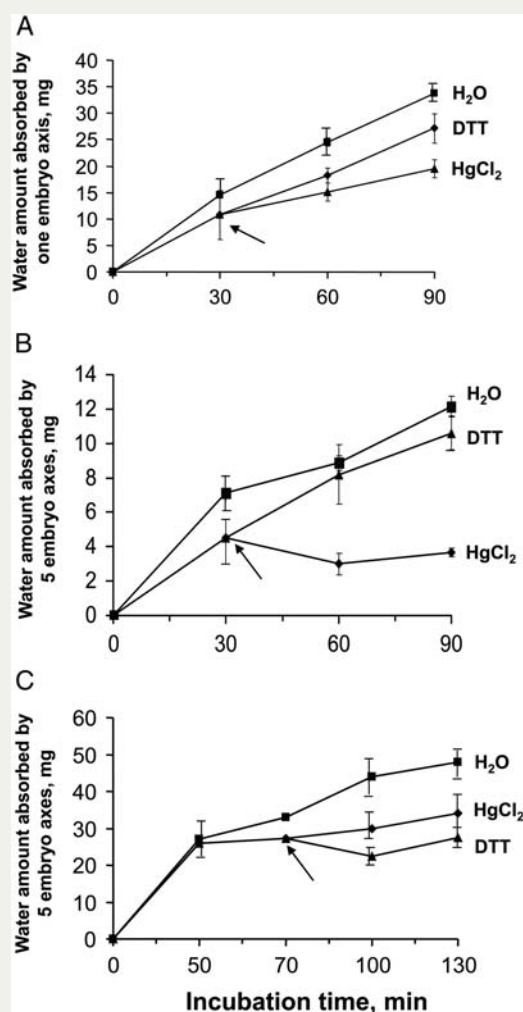 A
Water amount absorbed by
one embryo axis, mg
40
35
30
25
20
15
10
5
0
0
30
60
90
H₂O
DTT
HgCl₂
B
Water amount absorbed by
5 embryo axes, mg
14
12
10
8
6
4
2
0
0
30
60
90
H₂O
DTT
HgCl₂
C
Water amount absorbed by
5 embryo axes, mg
60
50
40
30
20
10
0
0
50
70
100
130
H₂O
HgCl₂
DTT
Incubation time, min